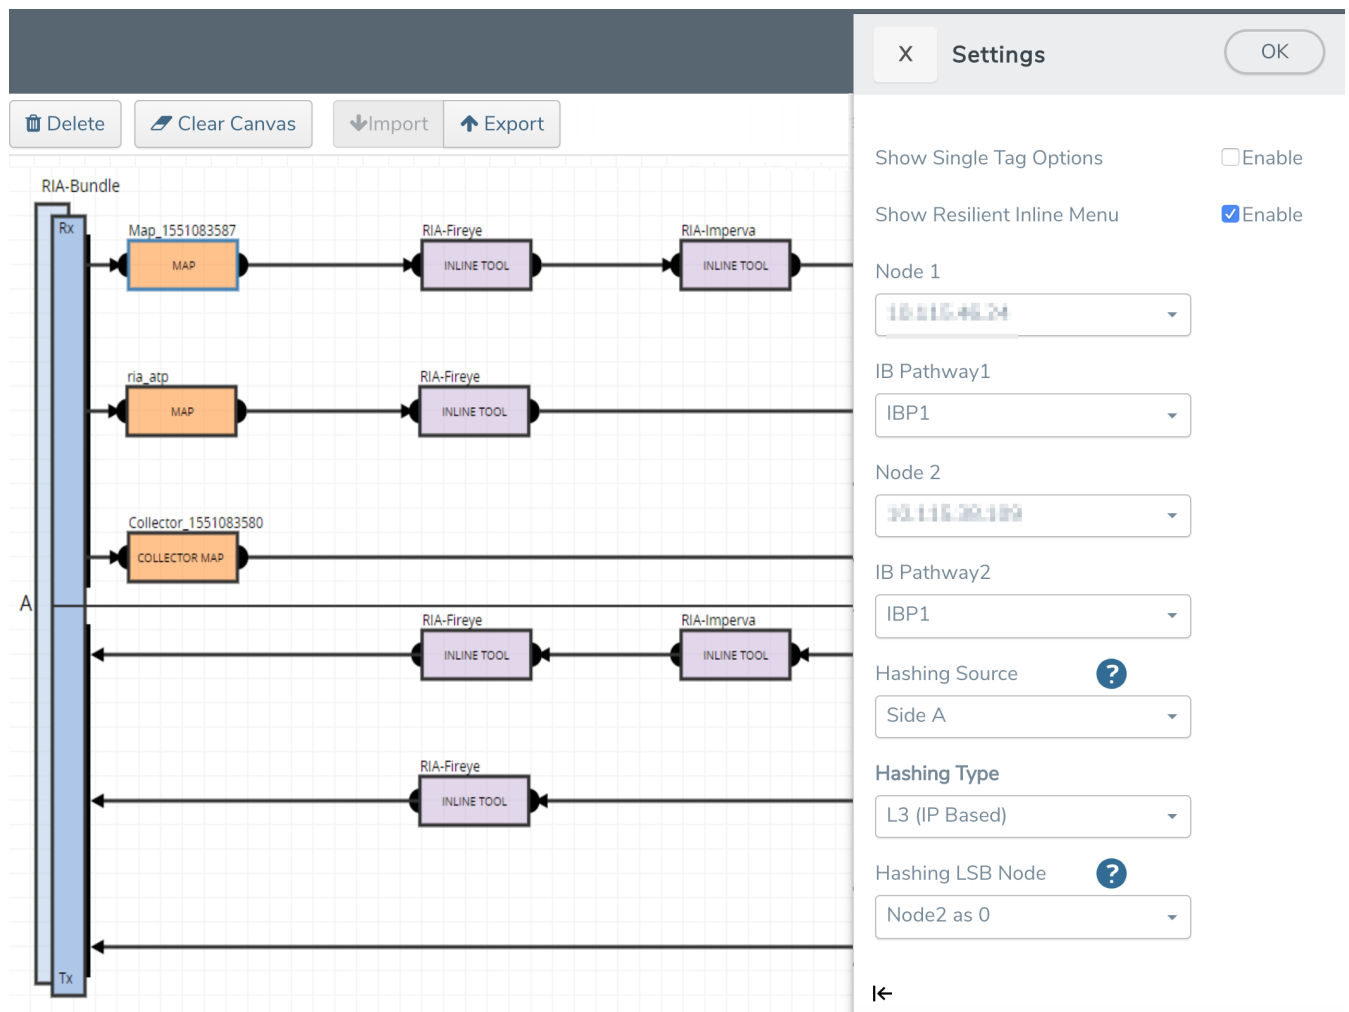 X
Settings
OK
Delete
Clear Canvas
Import
Export
RIA-Bundle
Rx
Map_1551083587
MAP
RIA-Fireye
INLINE TOOL
RIA-Imperva
INLINE TOOL
ria_atp
MAP
RIA-Fireye
INLINE TOOL
Collector_1551083580
COLLECTOR MAP
A
RIA-Fireye
INLINE TOOL
RIA-Imperva
INLINE TOOL
RIA-Fireye
INLINE TOOL
Tx
Show Single Tag Options
Enable
Show Resilient Inline Menu
Enable
Node 1
IB Pathway1
IBP1
Node 2
IB Pathway2
IBP1
Hashing Source
?
Side A
Hashing Type
L3 (IP Based)
Hashing LSB Node
?
Node2 as 0